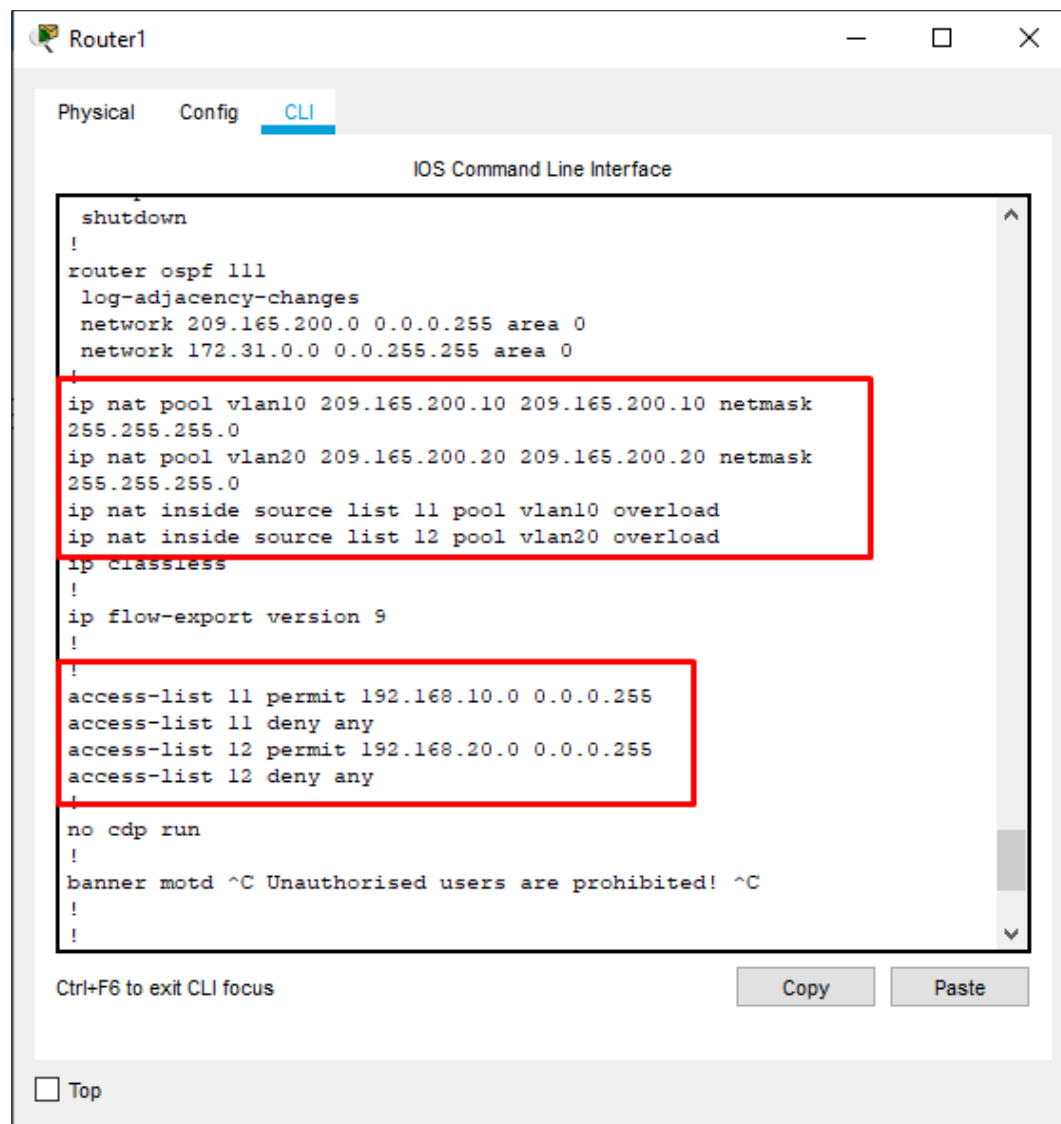 Router1
Physical Config CLI
IOS Command Line Interface
shutdown
!
router ospf 111
log-adjacency-changes
network 209.165.200.0 0.0.0.255 area 0
network 172.31.0.0 0.0.255.255 area 0
!
ip nat pool vlan10 209.165.200.10 209.165.200.10 netmask
255.255.255.0
ip nat pool vlan20 209.165.200.20 209.165.200.20 netmask
255.255.255.0
ip nat inside source list 11 pool vlan10 overload
ip nat inside source list 12 pool vlan20 overload
ip classless
!
ip flow-export version 9
!
!
access-list 11 permit 192.168.10.0 0.0.0.255
access-list 11 deny any
access-list 12 permit 192.168.20.0 0.0.0.255
access-list 12 deny any
!
no cdp run
!
banner motd ^C Unauthorised users are prohibited! ^C
!
!
Ctrl+F6 to exit CLI focus
Copy Paste
Top